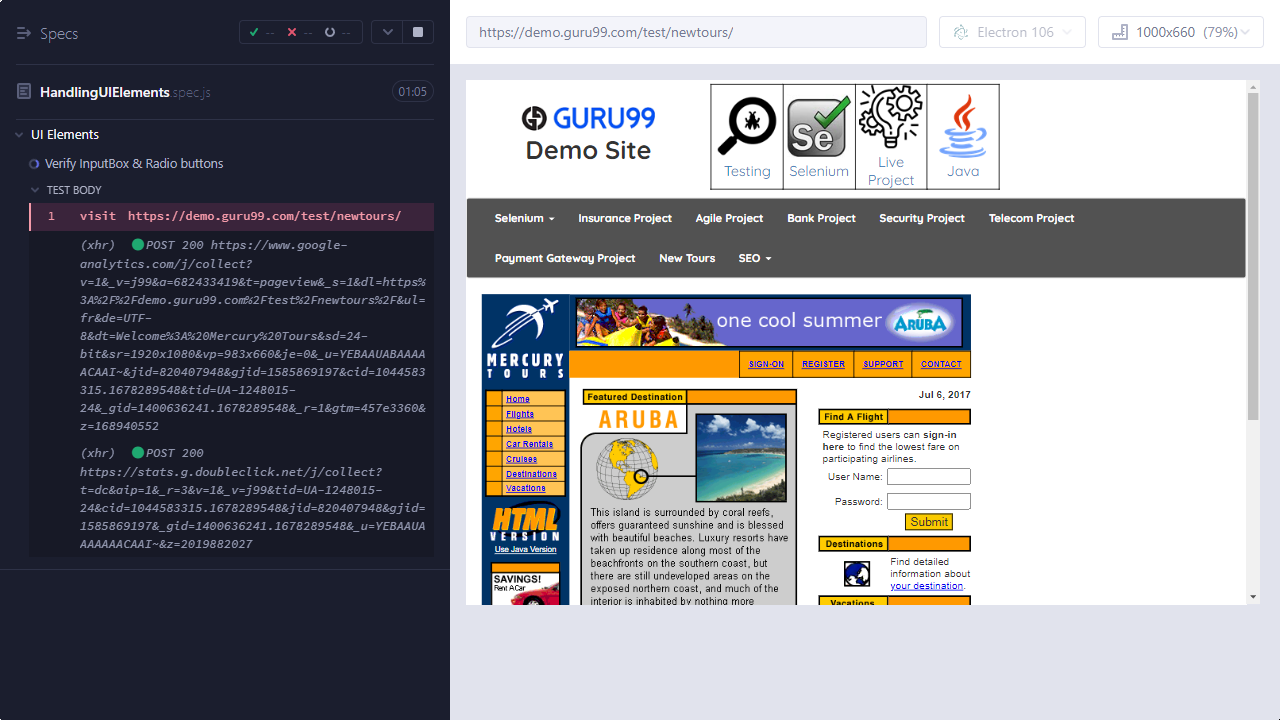 Specs
-- -- --
HandlingUIElements spec.js
01:05
UI Elements
Verify InputBox & Radio buttons
TEST BODY
1 visit https://demo.guru99.com/test/newtours/
(xhr) POST 200 https://www.google-
analytics.com/j/collect?
v=1&_v=j99&a=682433419&t=pageview&_s=1&dl=https%
3A%2F%2Fdemo.guru99.com%2Ftest%2Fnewtours%2F&ul=
fr&de=UTF-
8&dt=Welcome%3A%20Mercury%20Tours&sd=24-
bit&sr=1920x1080&vp=983x660&je=0&_u=YEBAAUABAAAA
ACAAI~&jid=820407948&gjid=1585869197&cid=1044583
315.1678289548&tid=UA-1248015-
24&_gid=1400636241.1678289548&_r=1&gtm=457e3360&
z=168940552
(xhr) POST 200
https://stats.g.doubleclick.net/j/collect?
t=dc&aip=1&_r=3&v=1&_v=j99&tid=UA-1248015-
24&cid=1044583315.1678289548&jid=820407948&gjid=
1585869197&_gid=1400636241.1678289548&_u=YEBAAUA
AAAAAACAAI~&z=2019882027
https://demo.guru99.com/test/newtours/
Electron 106
1000x660 (79%)
GURU99
Demo Site
Testing
Se
Selenium
Live
Project
Java
Selenium Insurance Project Agile Project Bank Project Security Project Telecom Project
Payment Gateway Project New Tours SEO
MERCURY
TOURS
one cool summer
ARUBA
SIGN-ON REGISTER SUPPORT CONTACT
Home
Flights
Hotels
Car Rentals
Cruises
Destinations
Vacations
HTML
VERSION
Use Java Version
SAVINGS!
Rent A Car
Featured Destination
ARUBA
This island is surrounded by coral reefs,
offers guaranteed sunshine and is blessed
with beautiful beaches. Luxury resorts have
taken up residence along most of the
beachfronts on the southern coast, but
there are still undeveloped areas on the
exposed northern coast, and much of the
interior is inhabited by nothing more
Jul 6, 2017
Find A Flight
Registered users can sign-in
here to find the lowest fare on
participating airlines.
User Name:
Password:
Submit
Destinations
Find detailed
information about
your destination.
Vacations